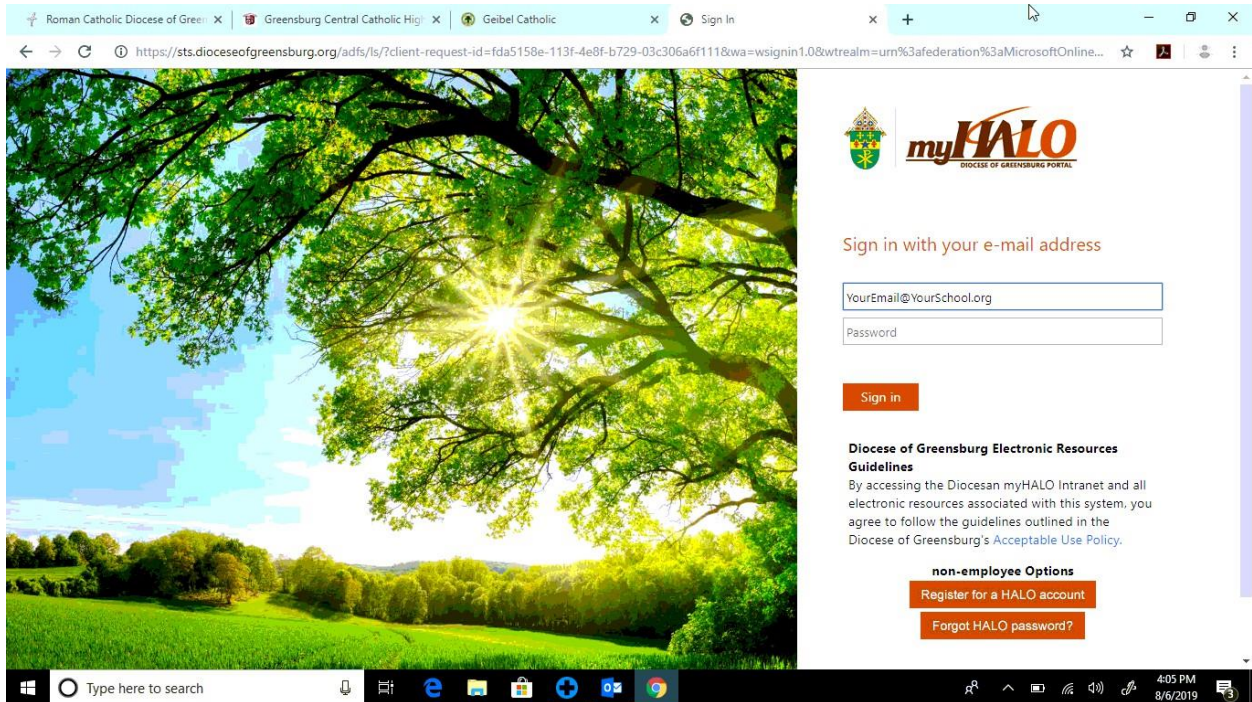 Roman Catholic Diocese of Green
Greensburg Central Catholic High
Geibel Catholic
Sign In
https://sts.dioceseofgreensburg.org/adfs/ls/?client-request-id=fda5158e-113f-4e8f-b729-03c306a6f111&wa=wsignin1.0&wtrealm=urn%3afederation%3aMicrosoftOnline...
myHALO
DIOCESE OF GREENSBURG PORTAL
Sign in with your e-mail address
YourEmail@YourSchool.org
Password
Sign in
Diocese of Greensburg Electronic Resources
Guidelines
By accessing the Diocesan myHALO Intranet and all
electronic resources associated with this system, you
agree to follow the guidelines outlined in the
Diocese of Greensburg's Acceptable Use Policy.
non-employee Options
Register for a HALO account
Forgot HALO password?
Type here to search
4:05 PM
8/6/2019
3